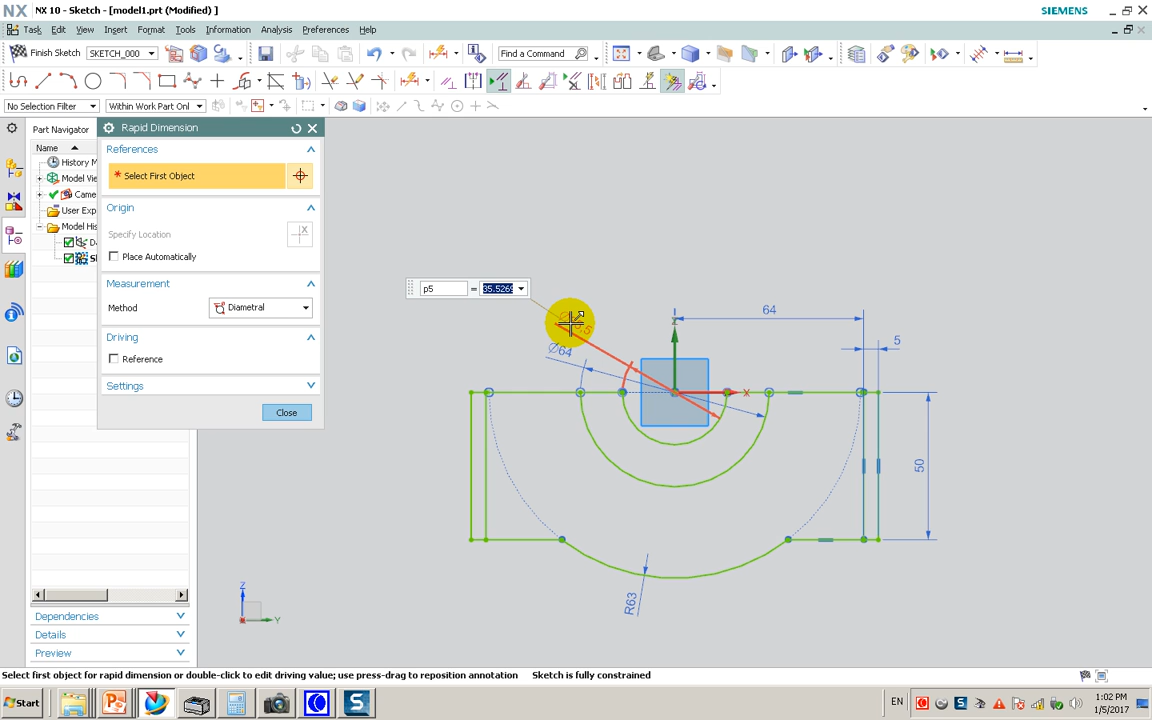 NX NX 10 - Sketch - [model1.prt (Modified) ] SIEMENS
Task Edit View Insert Format Tools Information Analysis Preferences Help
Finish Sketch SKETCH_000 Find a Command
No Selection Filter Within Work Part Onl
Part Navigator
Name
History M
Model Vie
Came
User Exp
Model His
D
S
Rapid Dimension
References
* Select First Object
Origin
Specify Location
Place Automatically
Measurement
Method Diametral
Driving
Reference
Settings
Close
p5 = 35.5269
64
5
Ø64
Z
X
50
R63
Z
Y
Dependencies
Details
Preview
Select first object for rapid dimension or double-click to edit driving value; use press-drag to reposition annotation Sketch is fully constrained
Start EN 1:02 PM
1/5/2017